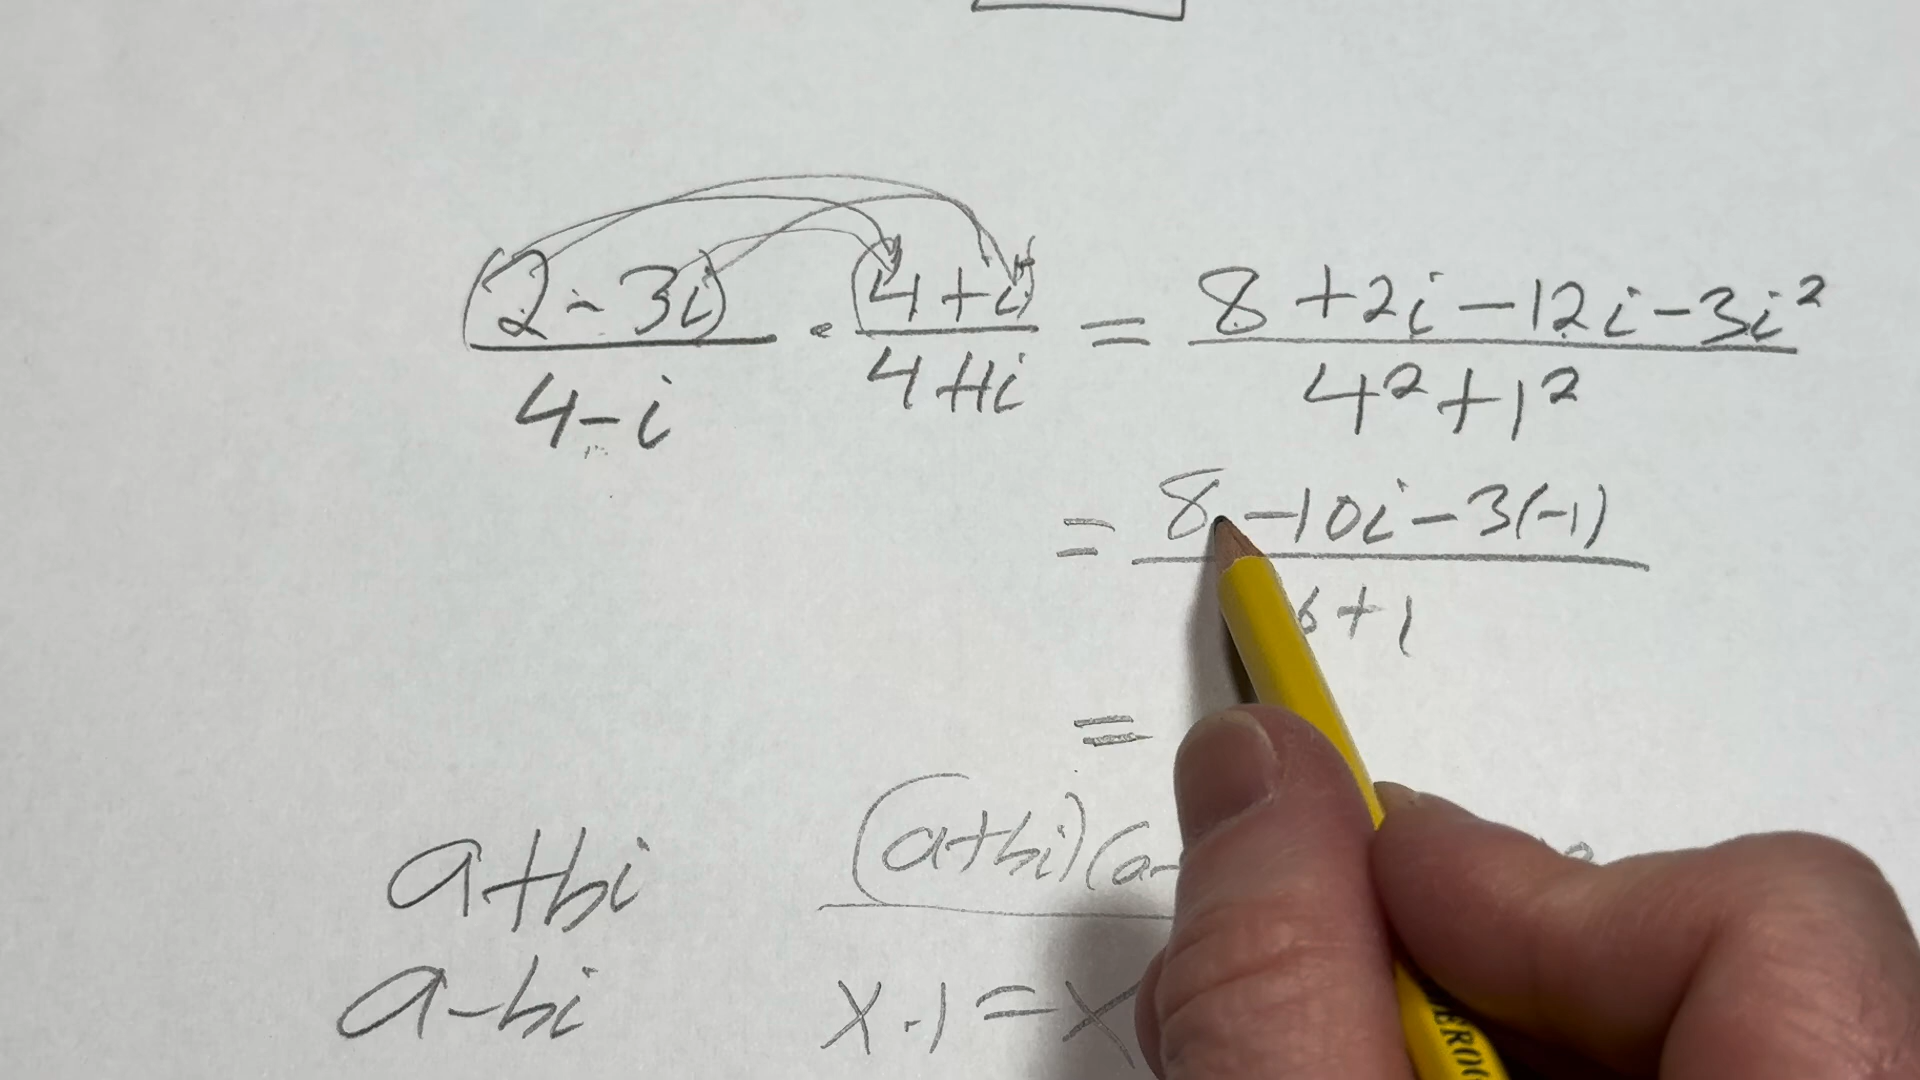 (2-3i)/4-i · (4+i)/4+1i = 8+2i-12i-3i²/4²+1²
= 8-10i-3(-1)/6+1
=
a+bi (a+bi)(a-
a-bi x·1=x